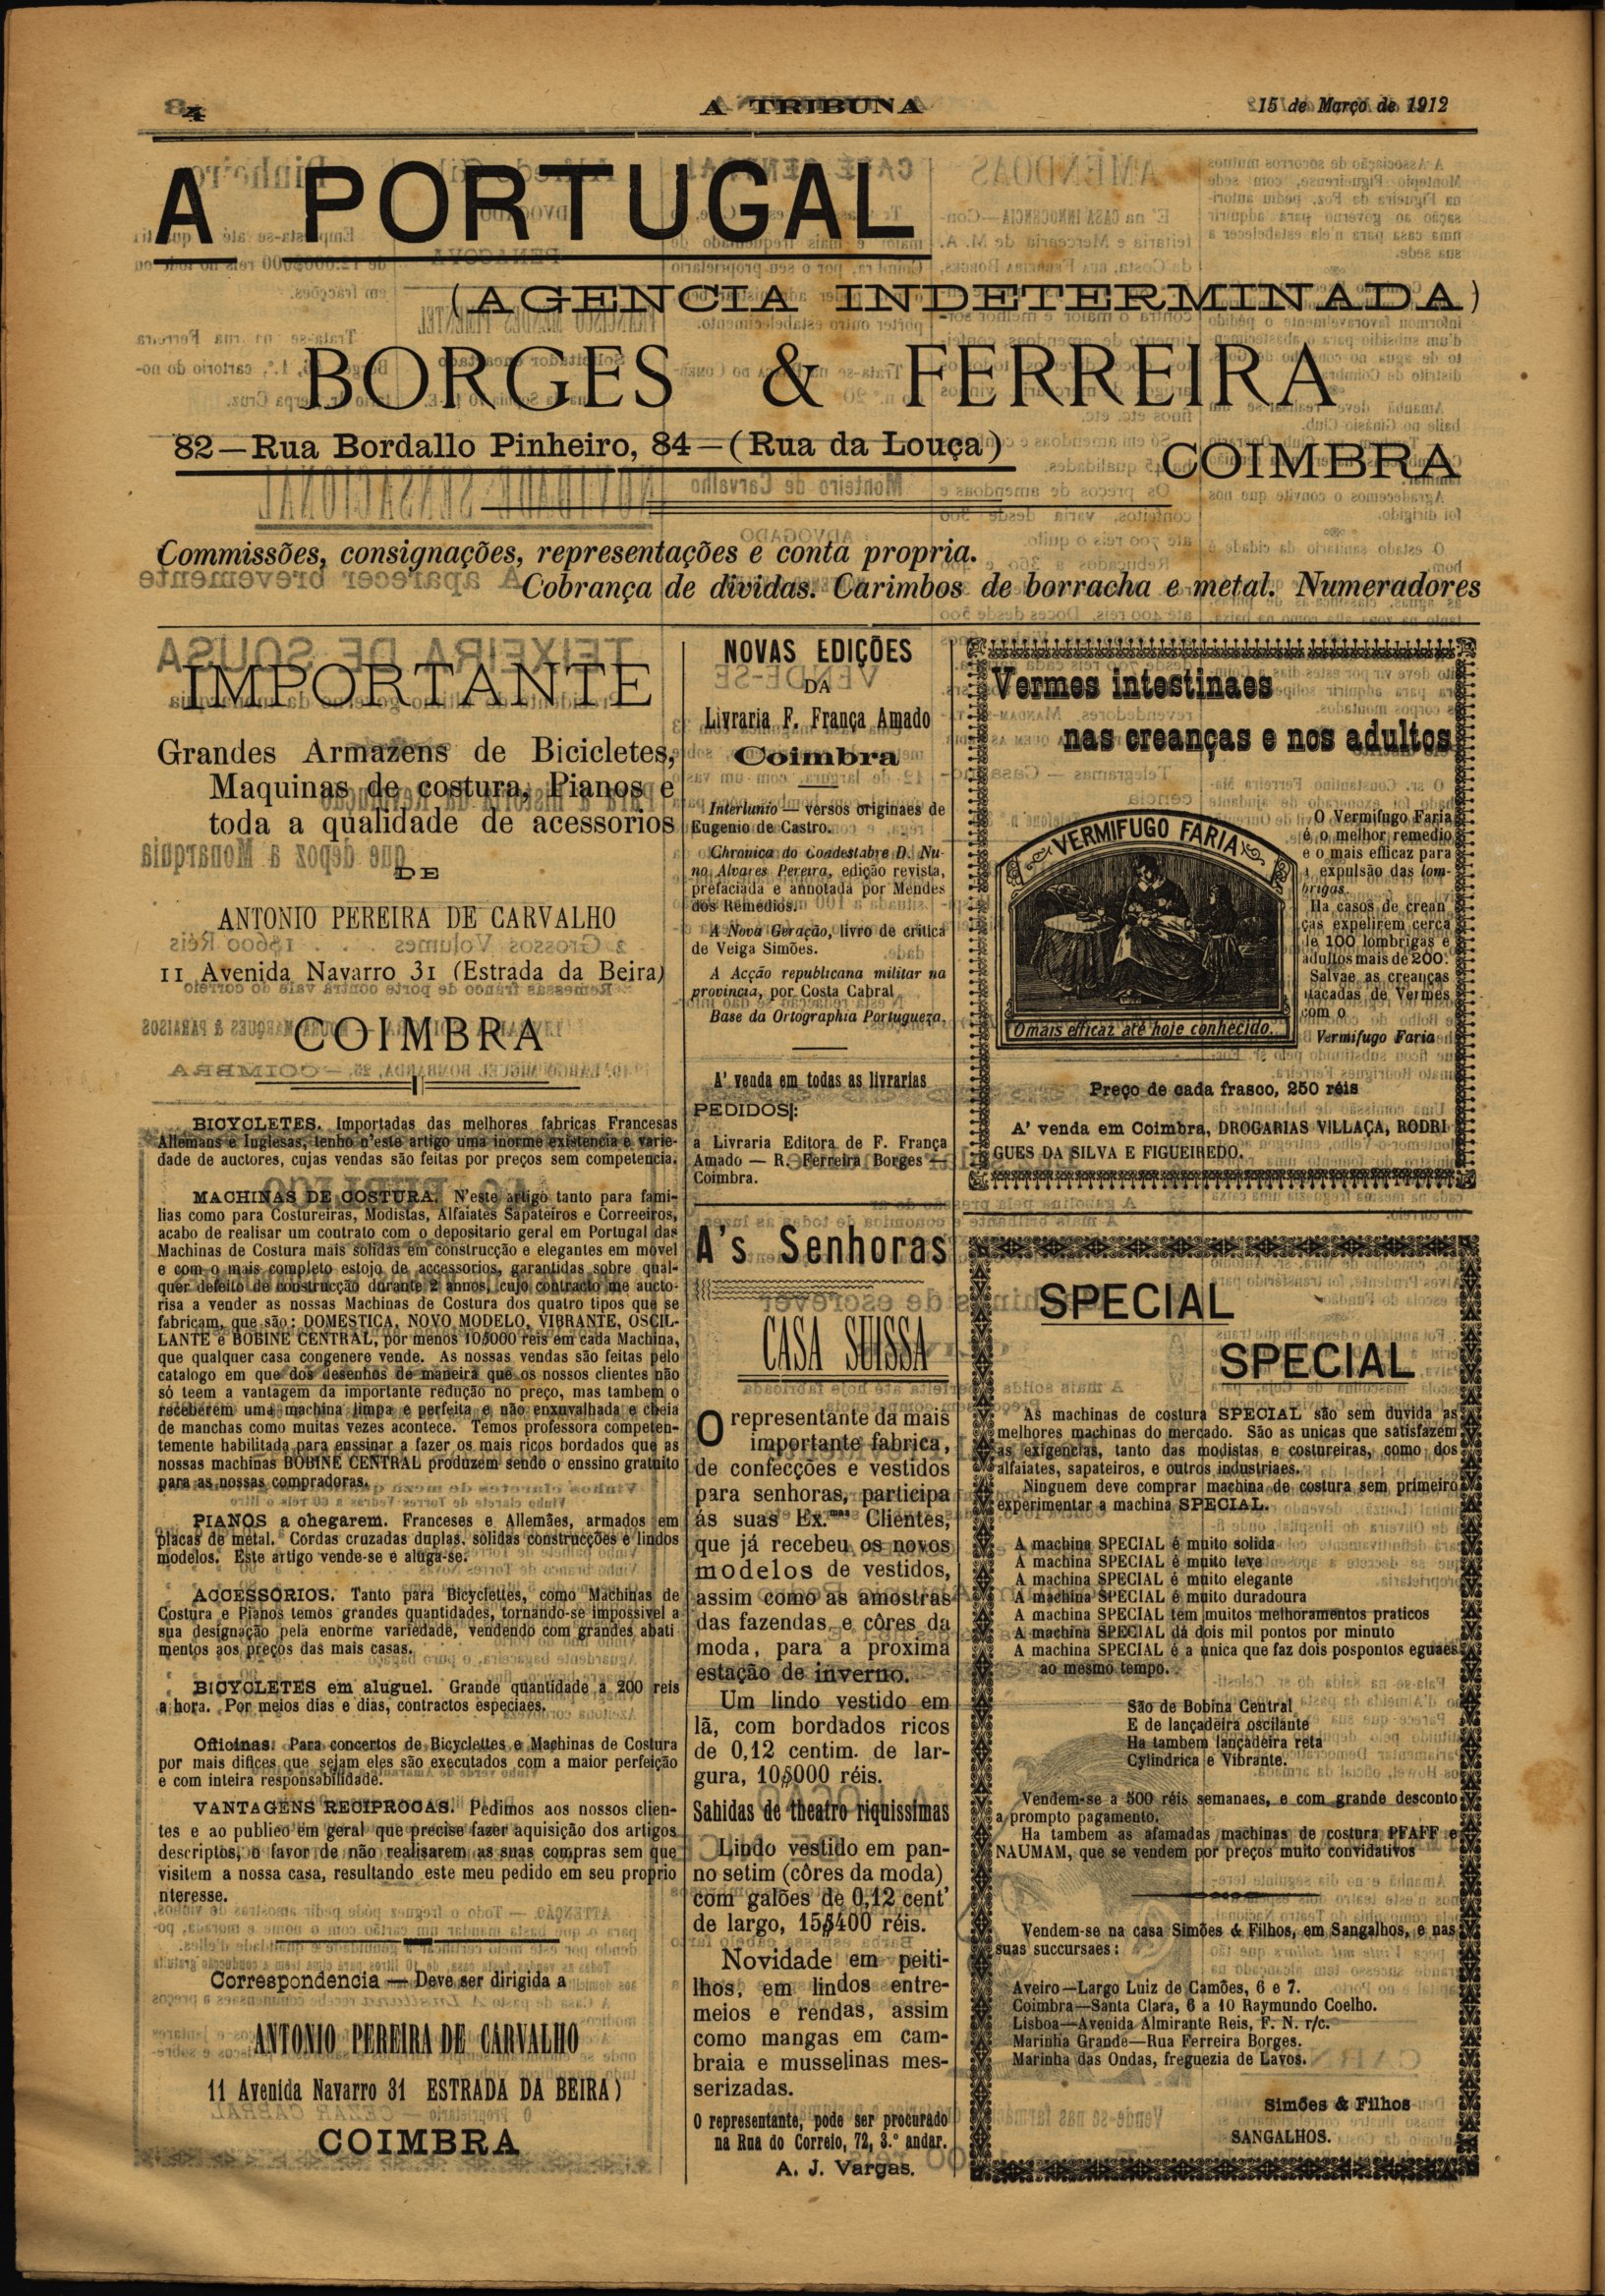 4
A TRIBUNA
15 de Março de 1912
A PORTUGAL
(AGENCIA INDETERMINADA)
BORGES & FERREIRA
82—Rua Bordallo Pinheiro, 84—(Rua da Louça)
COIMBRA
Commissões, consignações, representações e conta propria.
Cobrança de dividas. Carimbos de borracha e metal. Numeradores
IMPORTANTE
Grandes Armazens de Bicicletes,
Maquinas de costura, Pianos e
toda a qualidade de acessorios
DE
ANTONIO PEREIRA DE CARVALHO
11 Avenida Navarro 31 (Estrada da Beira)
COIMBRA
BICYCLETES. Importadas das melhores fabricas Francesas
Allemans e Inglesas, tenho n'este artigo uma inorme existencia e varie-
dade de auctores, cujas vendas são feitas por preços sem competencia.
MACHINAS DE COSTURA. N'este artigo tanto para fami-
lias como para Costureiras, Modistas, Alfaiates Sapateiros e Correeiros,
acabo de realisar um contrato com o depositario geral em Portugal das
Machinas de Costura mais solidas em construcção e elegantes em movel
e com o mais completo estojo de accessorios, garantidas sobre qual-
quer defeito de construcção durante 2 annos, cujo contracto me aucto-
risa a vender as nossas Machinas de Costura dos quatro tipos que se
fabricam, que são: DOMESTICA, NOVO MODELO, VIBRANTE, OSCIL-
LANTE e BOBINE CENTRAL, por menos 10$000 reis em cada Machina,
que qualquer casa congenere vende. As nossas vendas são feitas pelo
catalogo em que dos desenhos de maneira que os nossos clientes não
só teem a vantagem da importante redução no preço, mas tambem o
receberem uma machina limpa e perfeita e não enxuvalhada e cheia
de manchas como muitas vezes acontece. Temos professora competen-
temente habilitada para enssinar a fazer os mais ricos bordados que as
nossas machinas BOBINE CENTRAL produzem sendo o enssino gratuito
para as nossas compradoras.
PIANOS a chegarem. Franceses e Allemães, armados em
placas de metal. Cordas cruzadas duplas, solidas construcções e lindos
modelos. Este artigo vende-se e aluga-se.
ACCESSORIOS. Tanto para Bicyclettes, como Machinas de
Costura e Pianos temos grandes quantidades, tornando-se impossivel a
sua designação pela enorme variedade, vendendo com grandes abati
mentos aos preços das mais casas.
BICYCLETES em aluguel. Grande quantidade a 200 reis
a hora. Por meios dias e dias, contractos especiaes.
Officinas. Para concertos de Bicyclettes e Machinas de Costura
por mais difices que sejam eles são executados com a maior perfeição
e com inteira responsabilidade.
VANTAGENS RECIPROCAS. Pedimos aos nossos clien-
tes e ao publico em geral que precise fazer aquisição dos artigos
descriptos, o favor de não realisarem as suas compras sem que
visitem a nossa casa, resultando este meu pedido em seu proprio
nteresse.
Correspondencia — Deve ser dirigida a
ANTONIO PEREIRA DE CARVALHO
11 Avenida Navarro 31 ESTRADA DA BEIRA)
COIMBRA
NOVAS EDIÇÕES
DA
Livraria F. França Amado
Coimbra
Interlunio — versos originaes de
Eugenio de Castro.
Chronica do Condestabre D. Nu-
no Alvares Pereira, edição revista,
prefaciada e annotada por Mendes
dos Remedios.
A Nova Geração, livro de critica
de Veiga Simões.
A Acção republicana militar na
provincia, por Costa Cabral
Base da Ortographia Portugueza.
A' venda em todas as livrarias
PEDIDOS:
a Livraria Editora de F. França
Amado — R. Ferreira Borges —
Coimbra.
A's Senhoras
CASA SUISSA
O representante da mais
importante fabrica,
de confecções e vestidos
para senhoras, participa
ás suas Ex.mas Clientes,
que já recebeu os novos
modelos de vestidos,
assim como as amostras
das fazendas e côres da
moda, para a proxima
estação de inverno.
Um lindo vestido em
lã, com bordados ricos
de 0,12 centim. de lar-
gura, 10$000 réis.
Sahidas de theatro riquissimas
Lindo vestido em pan-
no setim (côres da moda)
com galões de 0,12 cent'
de largo, 15$400 réis.
Novidade em peiti-
lhos, em lindos entre-
meios e rendas, assim
como mangas em cam-
braia e musselinas mes-
serizadas.
O representante, pode ser procurado
na Rua do Correio, 72, 3.º andar.
A. J. Vargas.
Vermes intestinaes
nas creanças e nos adultos
VERMIFUGO FARIA
O mais efficaz até hoje conhecido.
O Vermifugo Faria
é o melhor remedio
e o mais efficaz para
a expulsão das lom-
brigas.
Ha casos de crean
ças expelirem cerca
de 100 lombrigas e
adultos mais de 200.
Salvae as creanças
atacadas de Vermes
com o
Vermifugo Faria
Preço de cada frasco, 250 réis
A' venda em Coimbra, DROGARIAS VILLAÇA, RODRI
GUES DA SILVA E FIGUEIREDO.
SPECIAL
SPECIAL
As machinas de costura SPECIAL são sem duvida as
melhores machinas do mercado. São as unicas que satisfazem
as exigencias, tanto das modistas e costureiras, como dos
alfaiates, sapateiros, e outros industriaes.
Ninguem deve comprar machina de costura sem primeiro
experimentar a machina SPECIAL.
A machina SPECIAL é muito solida
A machina SPECIAL é muito leve
A machina SPECIAL é muito elegante
A machina SPECIAL é muito duradoura
A machina SPECIAL tem muitos melhoramentos praticos
A machina SPECIAL dá dois mil pontos por minuto
A machina SPECIAL é a unica que faz dois pospontos eguaes
ao mesmo tempo.
São de Bobina Central
E de lançadeira oscilante
Ha tambem lançadeira reta
Cylindrica e Vibrante.
Vendem-se a 500 réis semanaes, e com grande desconto
a prompto pagamento.
Ha tambem as afamadas machinas de costura PFAFF e
NAUMAM, que se vendem por preços muito convidativos
Vendem-se na casa Simões & Filhos, em Sangalhos, e nas
suas succursaes:
Aveiro—Largo Luiz de Camões, 6 e 7.
Coimbra—Santa Clara, 6 a 10 Raymundo Coelho.
Lisboa—Avenida Almirante Reis, F. N. r/c.
Marinha Grande—Rua Ferreira Borges.
Marinha das Ondas, freguezia de Lavos.
Simões & Filhos
SANGALHOS.